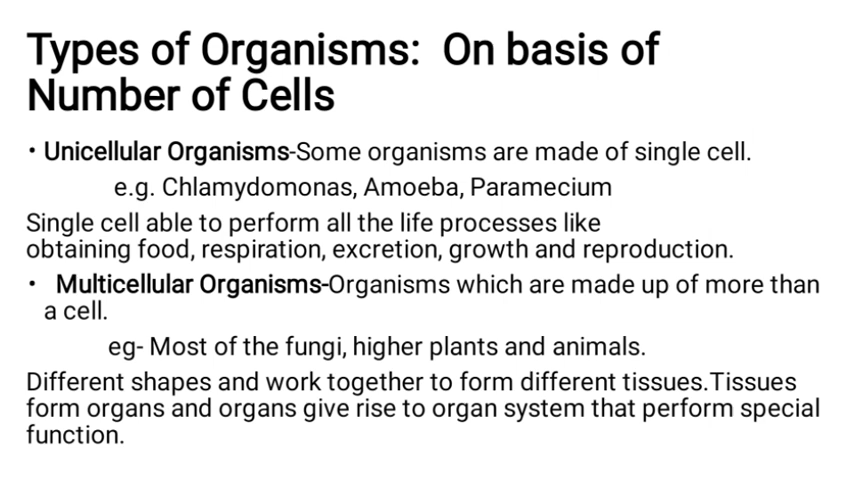 Types of Organisms: On basis of
Number of Cells
• Unicellular Organisms-Some organisms are made of single cell.
e.g. Chlamydomonas, Amoeba, Paramecium
Single cell able to perform all the life processes like
obtaining food, respiration, excretion, growth and reproduction.
• Multicellular Organisms-Organisms which are made up of more than
a cell.
eg- Most of the fungi, higher plants and animals.
Different shapes and work together to form different tissues.Tissues
form organs and organs give rise to organ system that perform special
function.